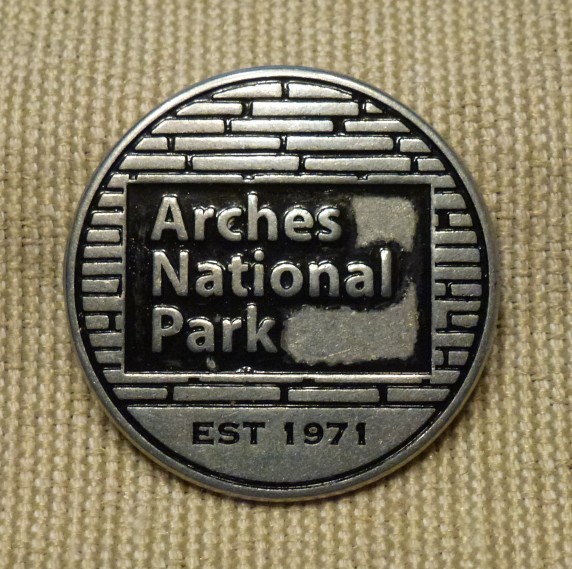 Arches
National
Park
EST 1971